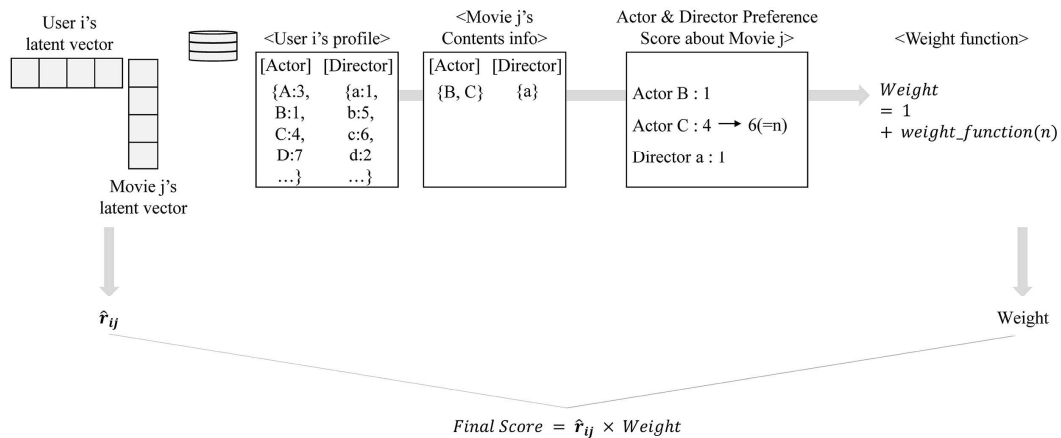 User i's
latent vector
Movie j's
latent vector
<User i's profile>
[Actor] [Director]
{A:3, {a:1,
B:1, b:5,
C:4, c:6,
D:7 d:2
…} …}
<Movie j's
Contents info>
[Actor] [Director]
{B, C} {a}
Actor & Director Preference
Score about Movie j>
Actor B : 1
Actor C : 4 → 6(=n)
Director a : 1
<Weight function>
Weight
= 1
+ weight_function(n)
r̂ij
Weight
Final Score = r̂ij × Weight